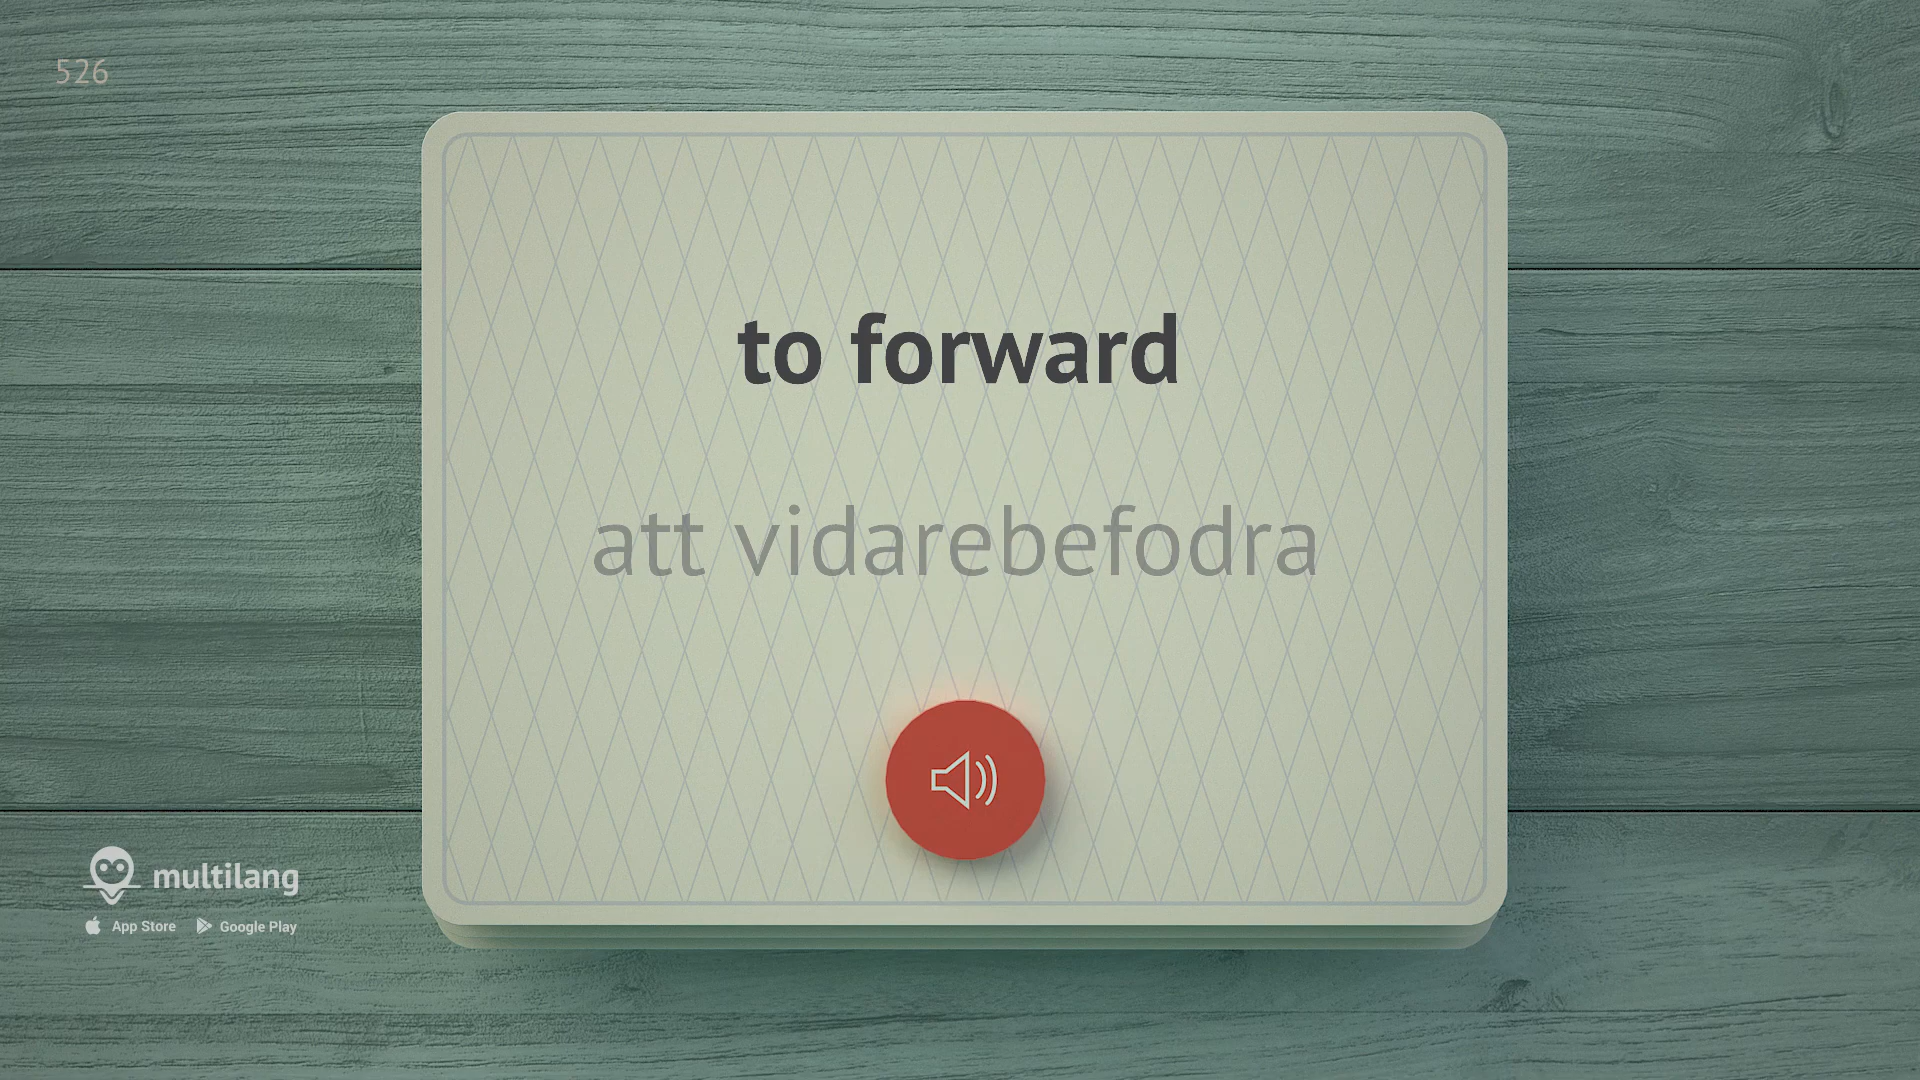 526
to forward
att vidarebefodra
multilang
App Store
Google Play